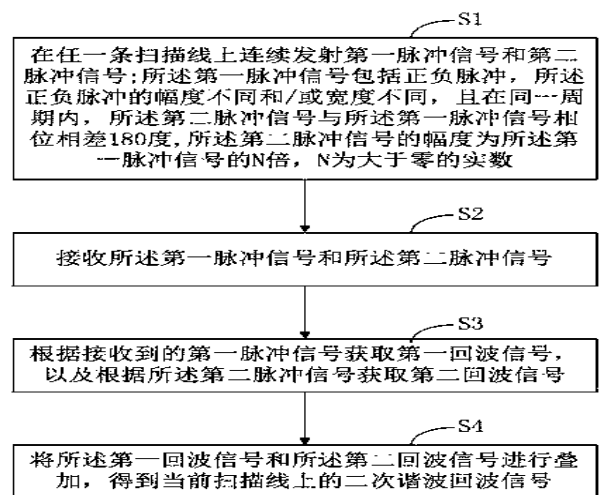 S1
在任一条扫描线上连续发射第一脉冲信号和第二
脉冲信号;所述第一脉冲信号包括正负脉冲，所述
正负脉冲的幅度不同和/或宽度不同，且在同一周
期内，所述第二脉冲信号与所述第一脉冲信号相
位相差180度,所述第二脉冲信号的幅度为所述第
一脉冲信号的N倍，N为大于零的实数
S2
接收所述第一脉冲信号和所述第二脉冲信号
S3
根据接收到的第一脉冲信号获取第一回波信号，
以及根据所述第二脉冲信号获取第二回波信号
S4
将所述第一回波信号和所述第二回波信号进行叠
加，得到当前扫描线上的二次谐波回波信号